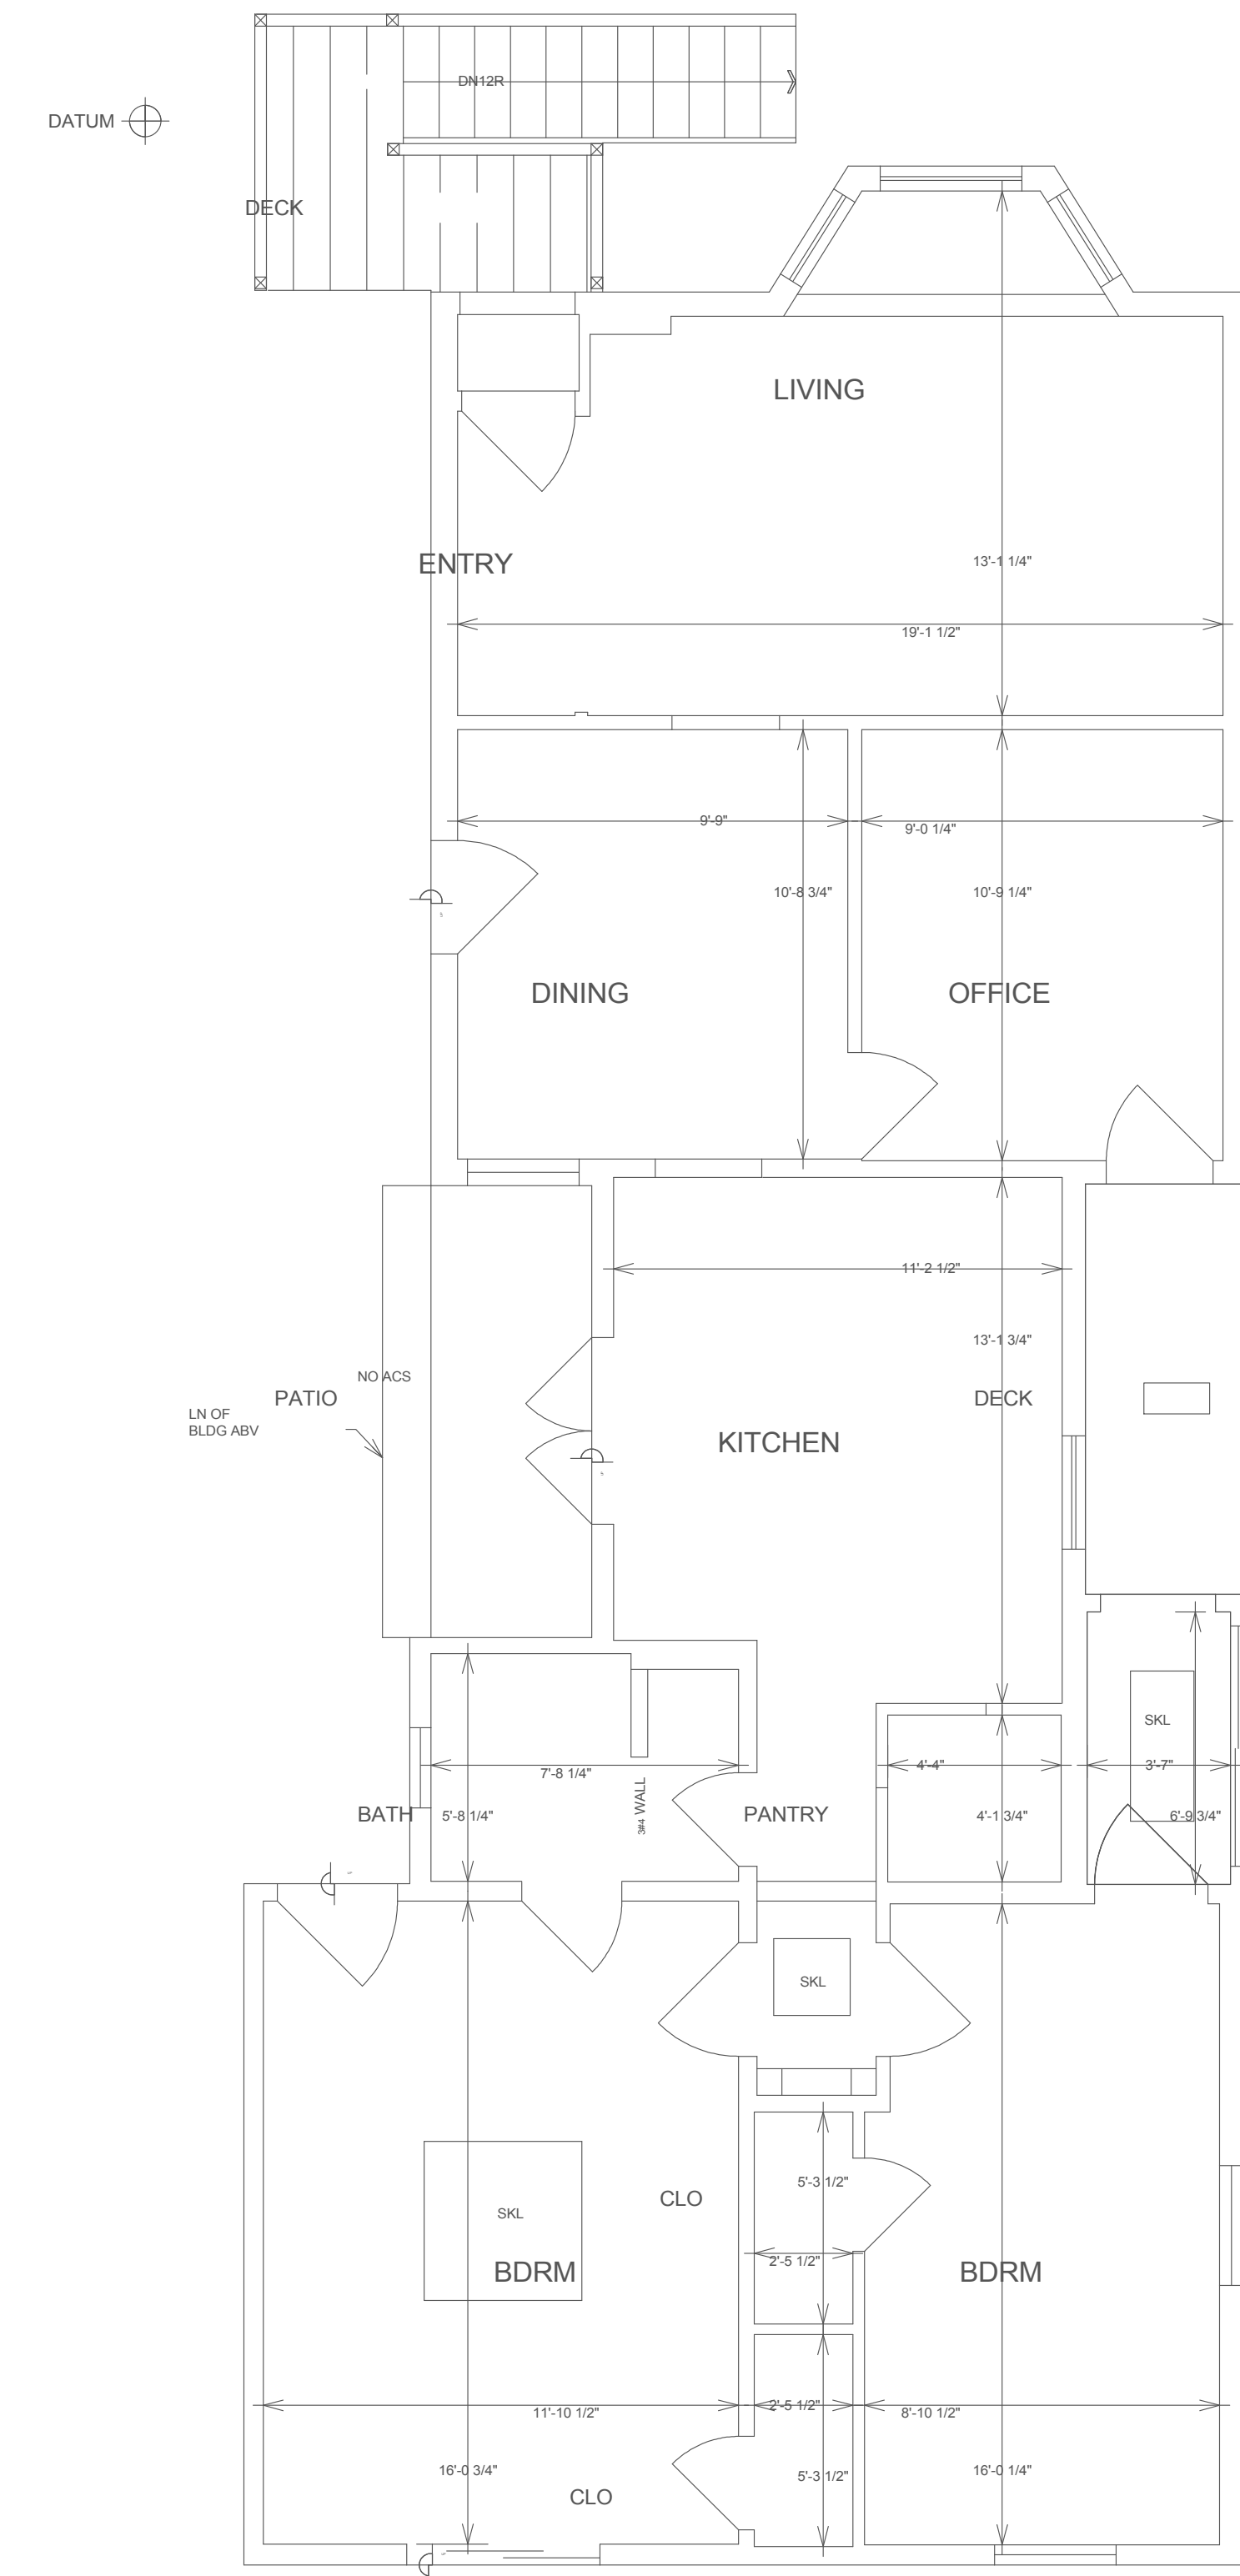 DN12R
DATUM
DECK
LIVING
ENTRY
13'-1 1/4"
19'-1 1/2"
9'-9"
9'-0 1/4"
10'-8 3/4"
10'-9 1/4"
DINING
OFFICE
11'-2 1/2"
13'-1 3/4"
NO ACS
PATIO
DECK
LN OF
BLDG ABV
KITCHEN
SKL
4'-4"
3'-7"
7'-8 1/4"
BATH
5'-8 1/4"
3#4 WALL
PANTRY
4'-1 3/4"
6'-9 3/4"
SKL
5'-3 1/2"
CLO
SKL
2'-5 1/2"
BDRM
BDRM
2'-5 1/2"
11'-10 1/2"
8'-10 1/2"
16'-0 3/4"
5'-3 1/2"
16'-0 1/4"
CLO